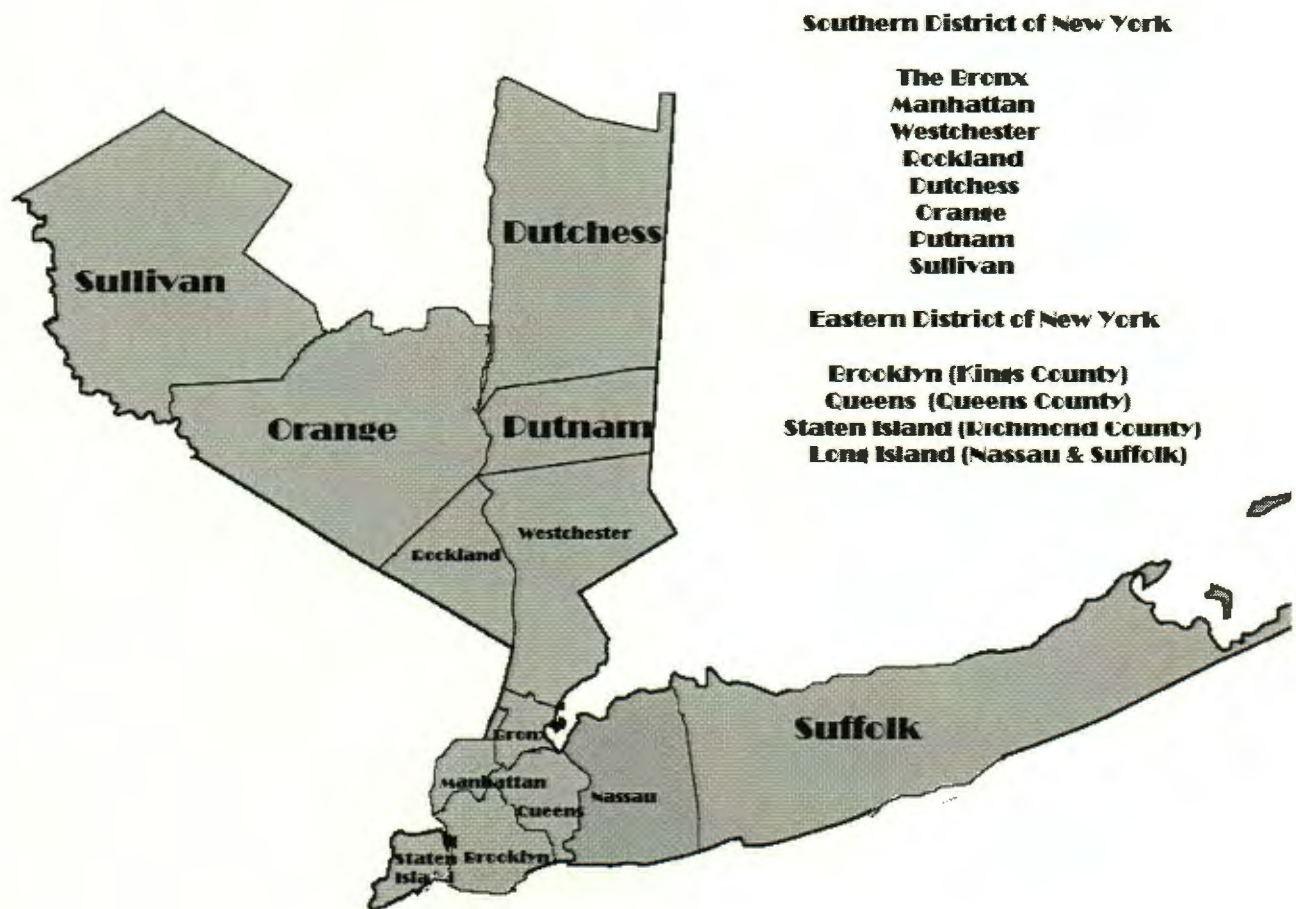 Southern District of New York
The Bronx
Manhattan
Westchester
Rockland
Dutchess
Orange
Putnam
Sullivan
Eastern District of New York
Brooklyn (Kings County)
Queens (Queens County)
Staten Island (Richmond County)
Long Island (Nassau & Suffolk)
Dutchess
Sullivan
Orange
Putnam
Westchester
Rockland
Suffolk
Bronx
Manhattan
Nassau
Queens
Staten
Island
Brooklyn